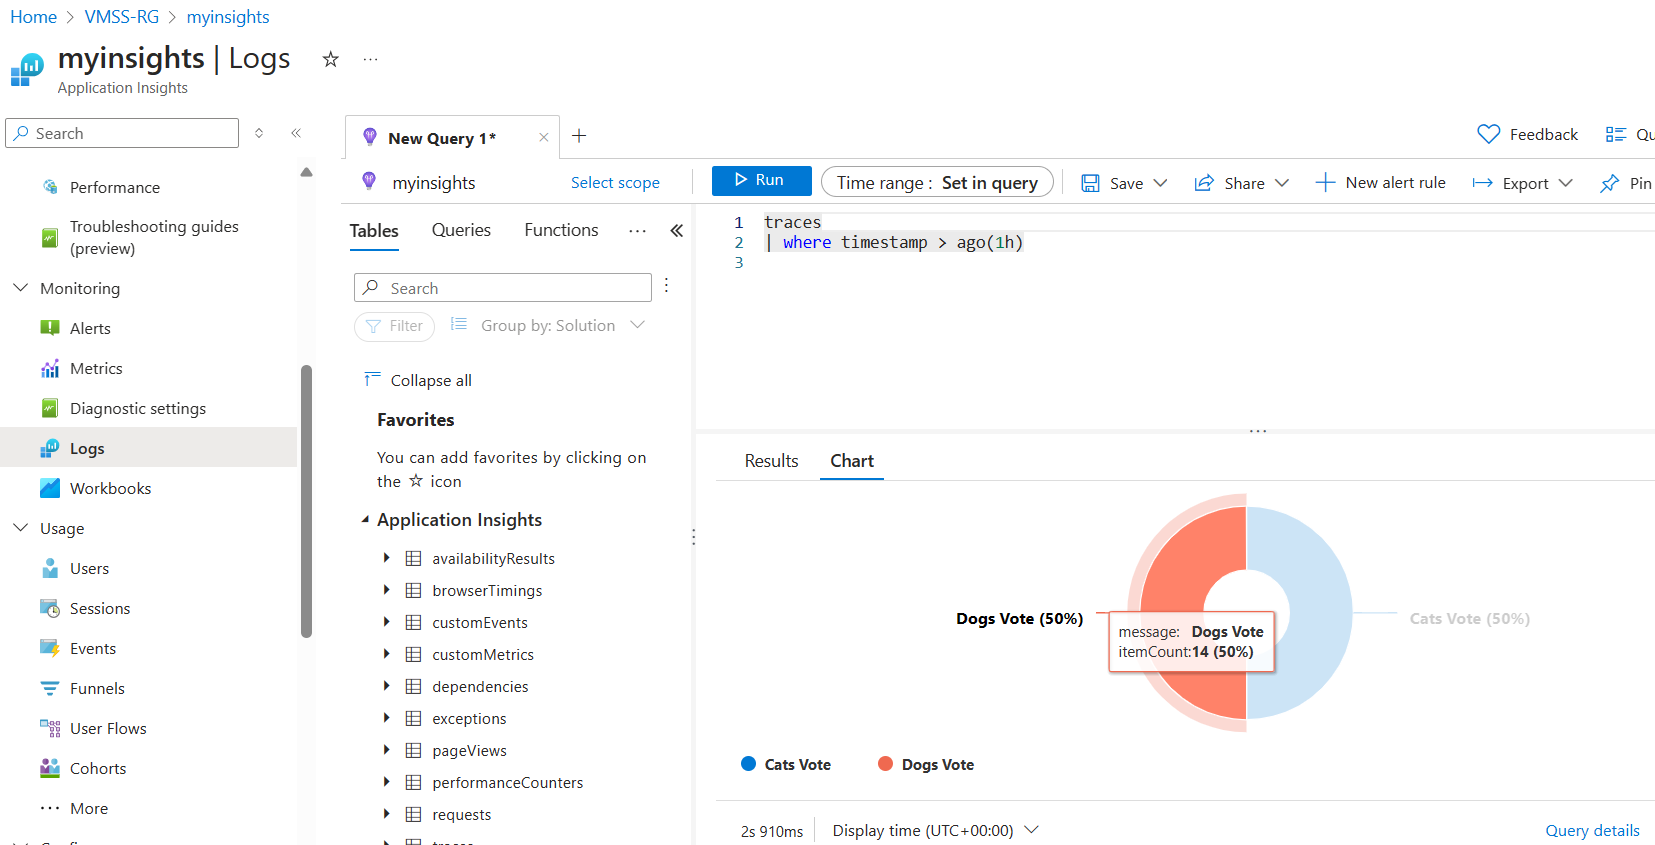 Home > VMSS-RG > myinsights
myinsights | Logs
Application Insights
Search
Performance
Troubleshooting guides
(preview)
Monitoring
Alerts
Metrics
Diagnostic settings
Logs
Workbooks
Usage
Users
Sessions
Events
Funnels
User Flows
Cohorts
More
New Query 1*
Feedback
Qu
myinsights
Select scope
Run
Time range : Set in query
Save
Share
New alert rule
Export
Pin
Tables
Queries
Functions
Search
Filter
Group by: Solution
Collapse all
Favorites
You can add favorites by clicking on
the ☆ icon
Application Insights
availabilityResults
browserTimings
customEvents
customMetrics
dependencies
exceptions
pageViews
performanceCounters
requests
1 traces
2 | where timestamp > ago(1h)
3
Results
Chart
Dogs Vote (50%)
message: Dogs Vote
itemCount:14 (50%)
Cats Vote (50%)
Cats Vote
Dogs Vote
2s 910ms
Display time (UTC+00:00)
Query details